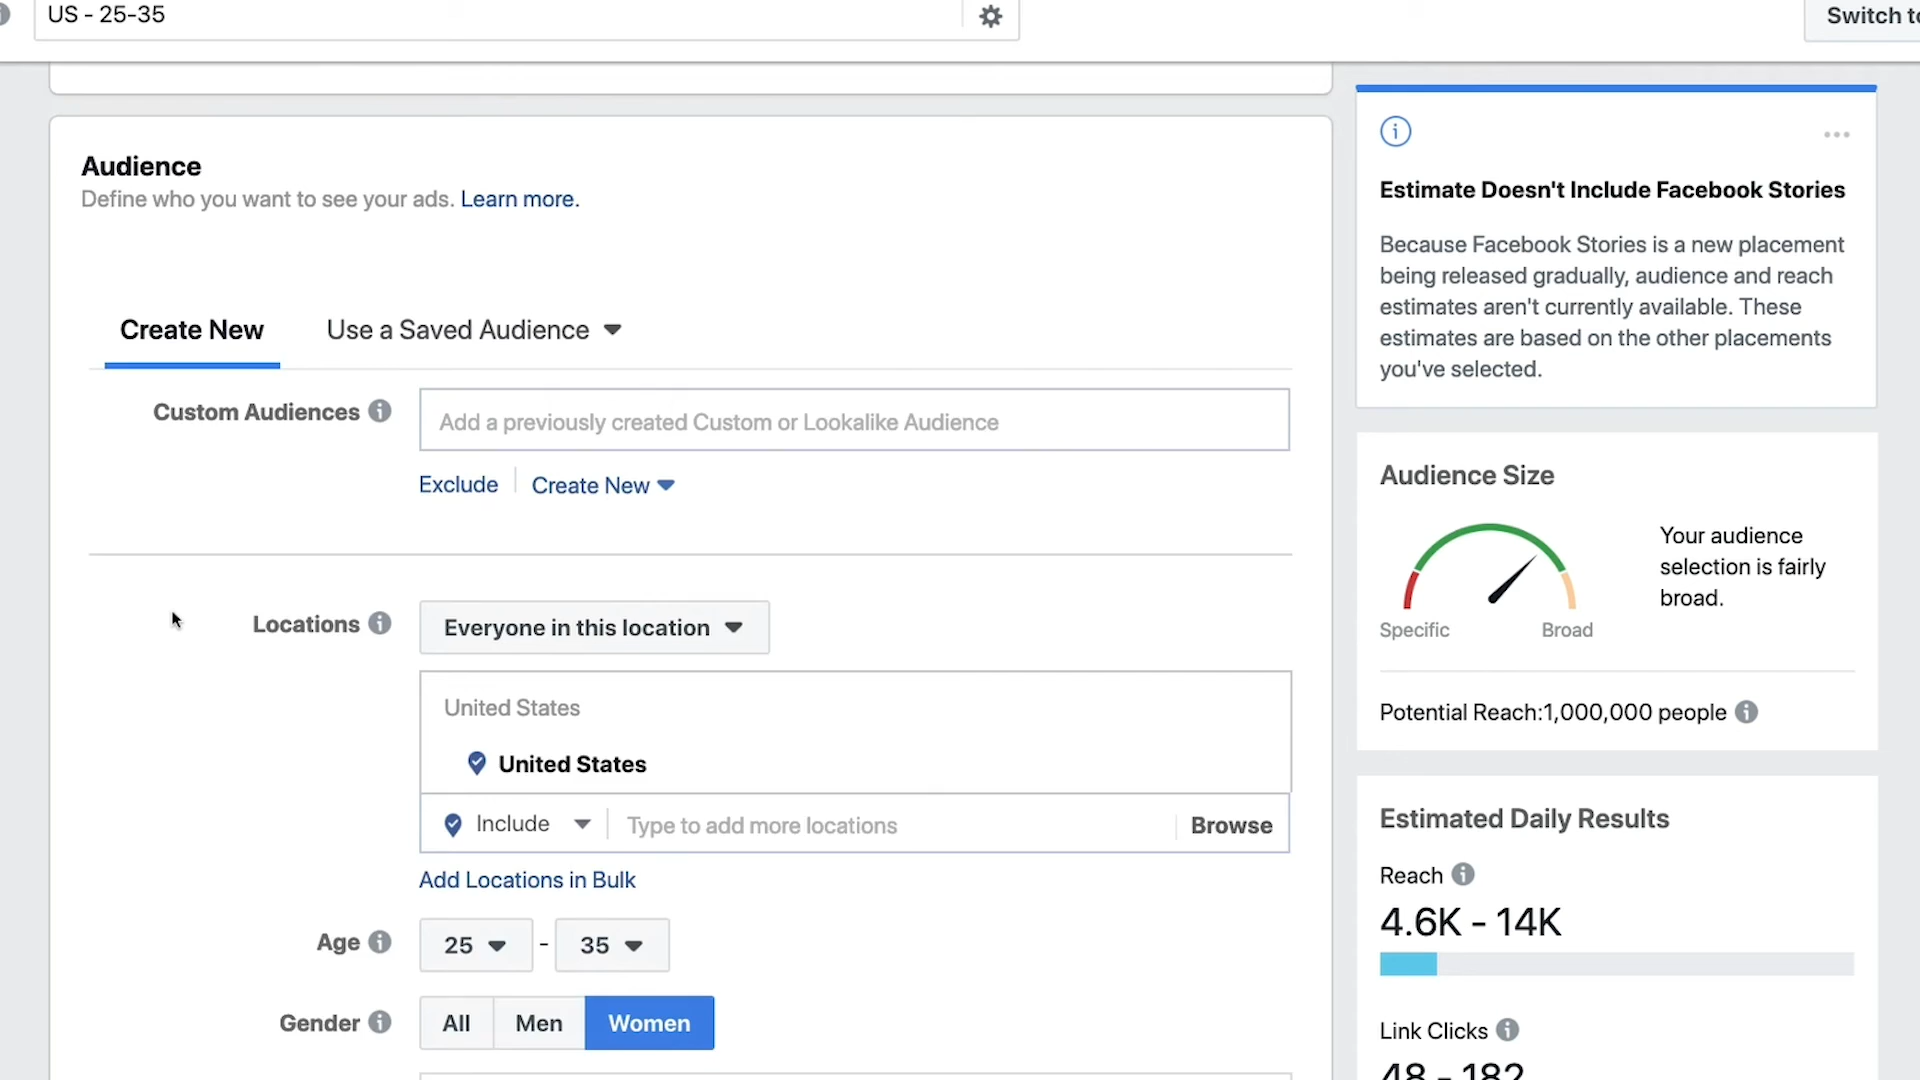 US - 25-35
Switch to
Audience
Define who you want to see your ads. Learn more.
Create New
Use a Saved Audience
Custom Audiences
Add a previously created Custom or Lookalike Audience
Exclude
Create New
Locations
Everyone in this location
United States
United States
Include
Type to add more locations
Browse
Add Locations in Bulk
Age
25 - 35
Gender
All
Men
Women
Estimate Doesn't Include Facebook Stories
Because Facebook Stories is a new placement
being released gradually, audience and reach
estimates aren't currently available. These
estimates are based on the other placements
you've selected.
Audience Size
Your audience
selection is fairly
broad.
Specific
Broad
Potential Reach:1,000,000 people
Estimated Daily Results
Reach
4.6K - 14K
Link Clicks
48 - 182